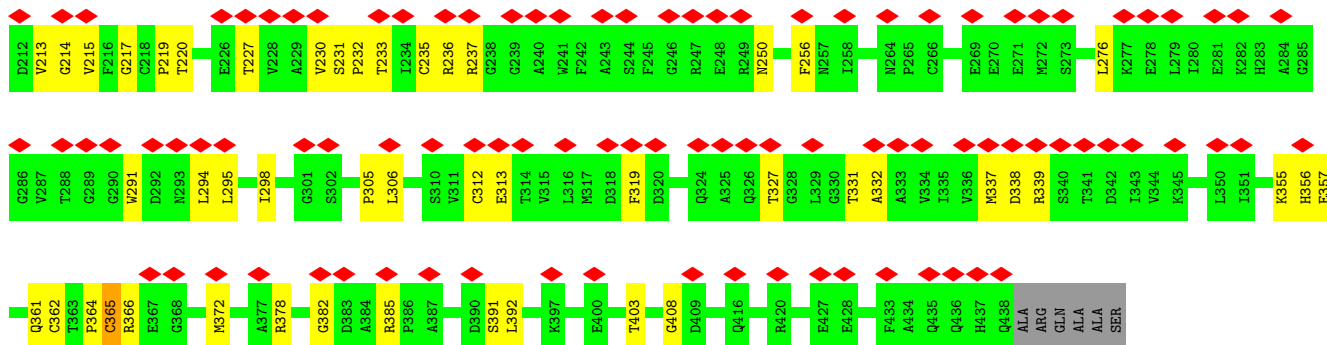 D212 V213 G214 V215 F216 G217 C218 P219 T220 E226 T227 V228 A229 V230 S231 P232 T233 I234 C235 R236 R237 G238 G239 A240 W241 F242 A243 S244 F245 G246 R247 E248 R249 N250 F256 N257 I258 N264 P265 C266 E269 E270 E271 M272 S273 L276 K277 E278 L279 I280 E281 K282 H283 A284 G285
G286 V287 T288 G289 G290 W291 D292 N293 L294 L295 I298 G301 S302 P305 L306 S310 V311 C312 E313 T314 V315 L316 M317 D318 F319 D320 Q324 A325 Q326 T327 G328 L329 G330 T331 A332 A333 V334 I335 V336 M337 D338 R339 S340 T341 D342 I343 V344 K345 L350 I351 K355 H356 E357
Q361 C362 T363 P364 C365 R366 E367 G368 M372 A377 R378 G382 D383 A384 R385 P386 A387 D390 S391 L392 K397 E400 T403 G408 D409 Q416 R420 E427 E428 F433 A434 Q435 Q436 H437 Q438 ALA ARG GLN ALA ALA SER